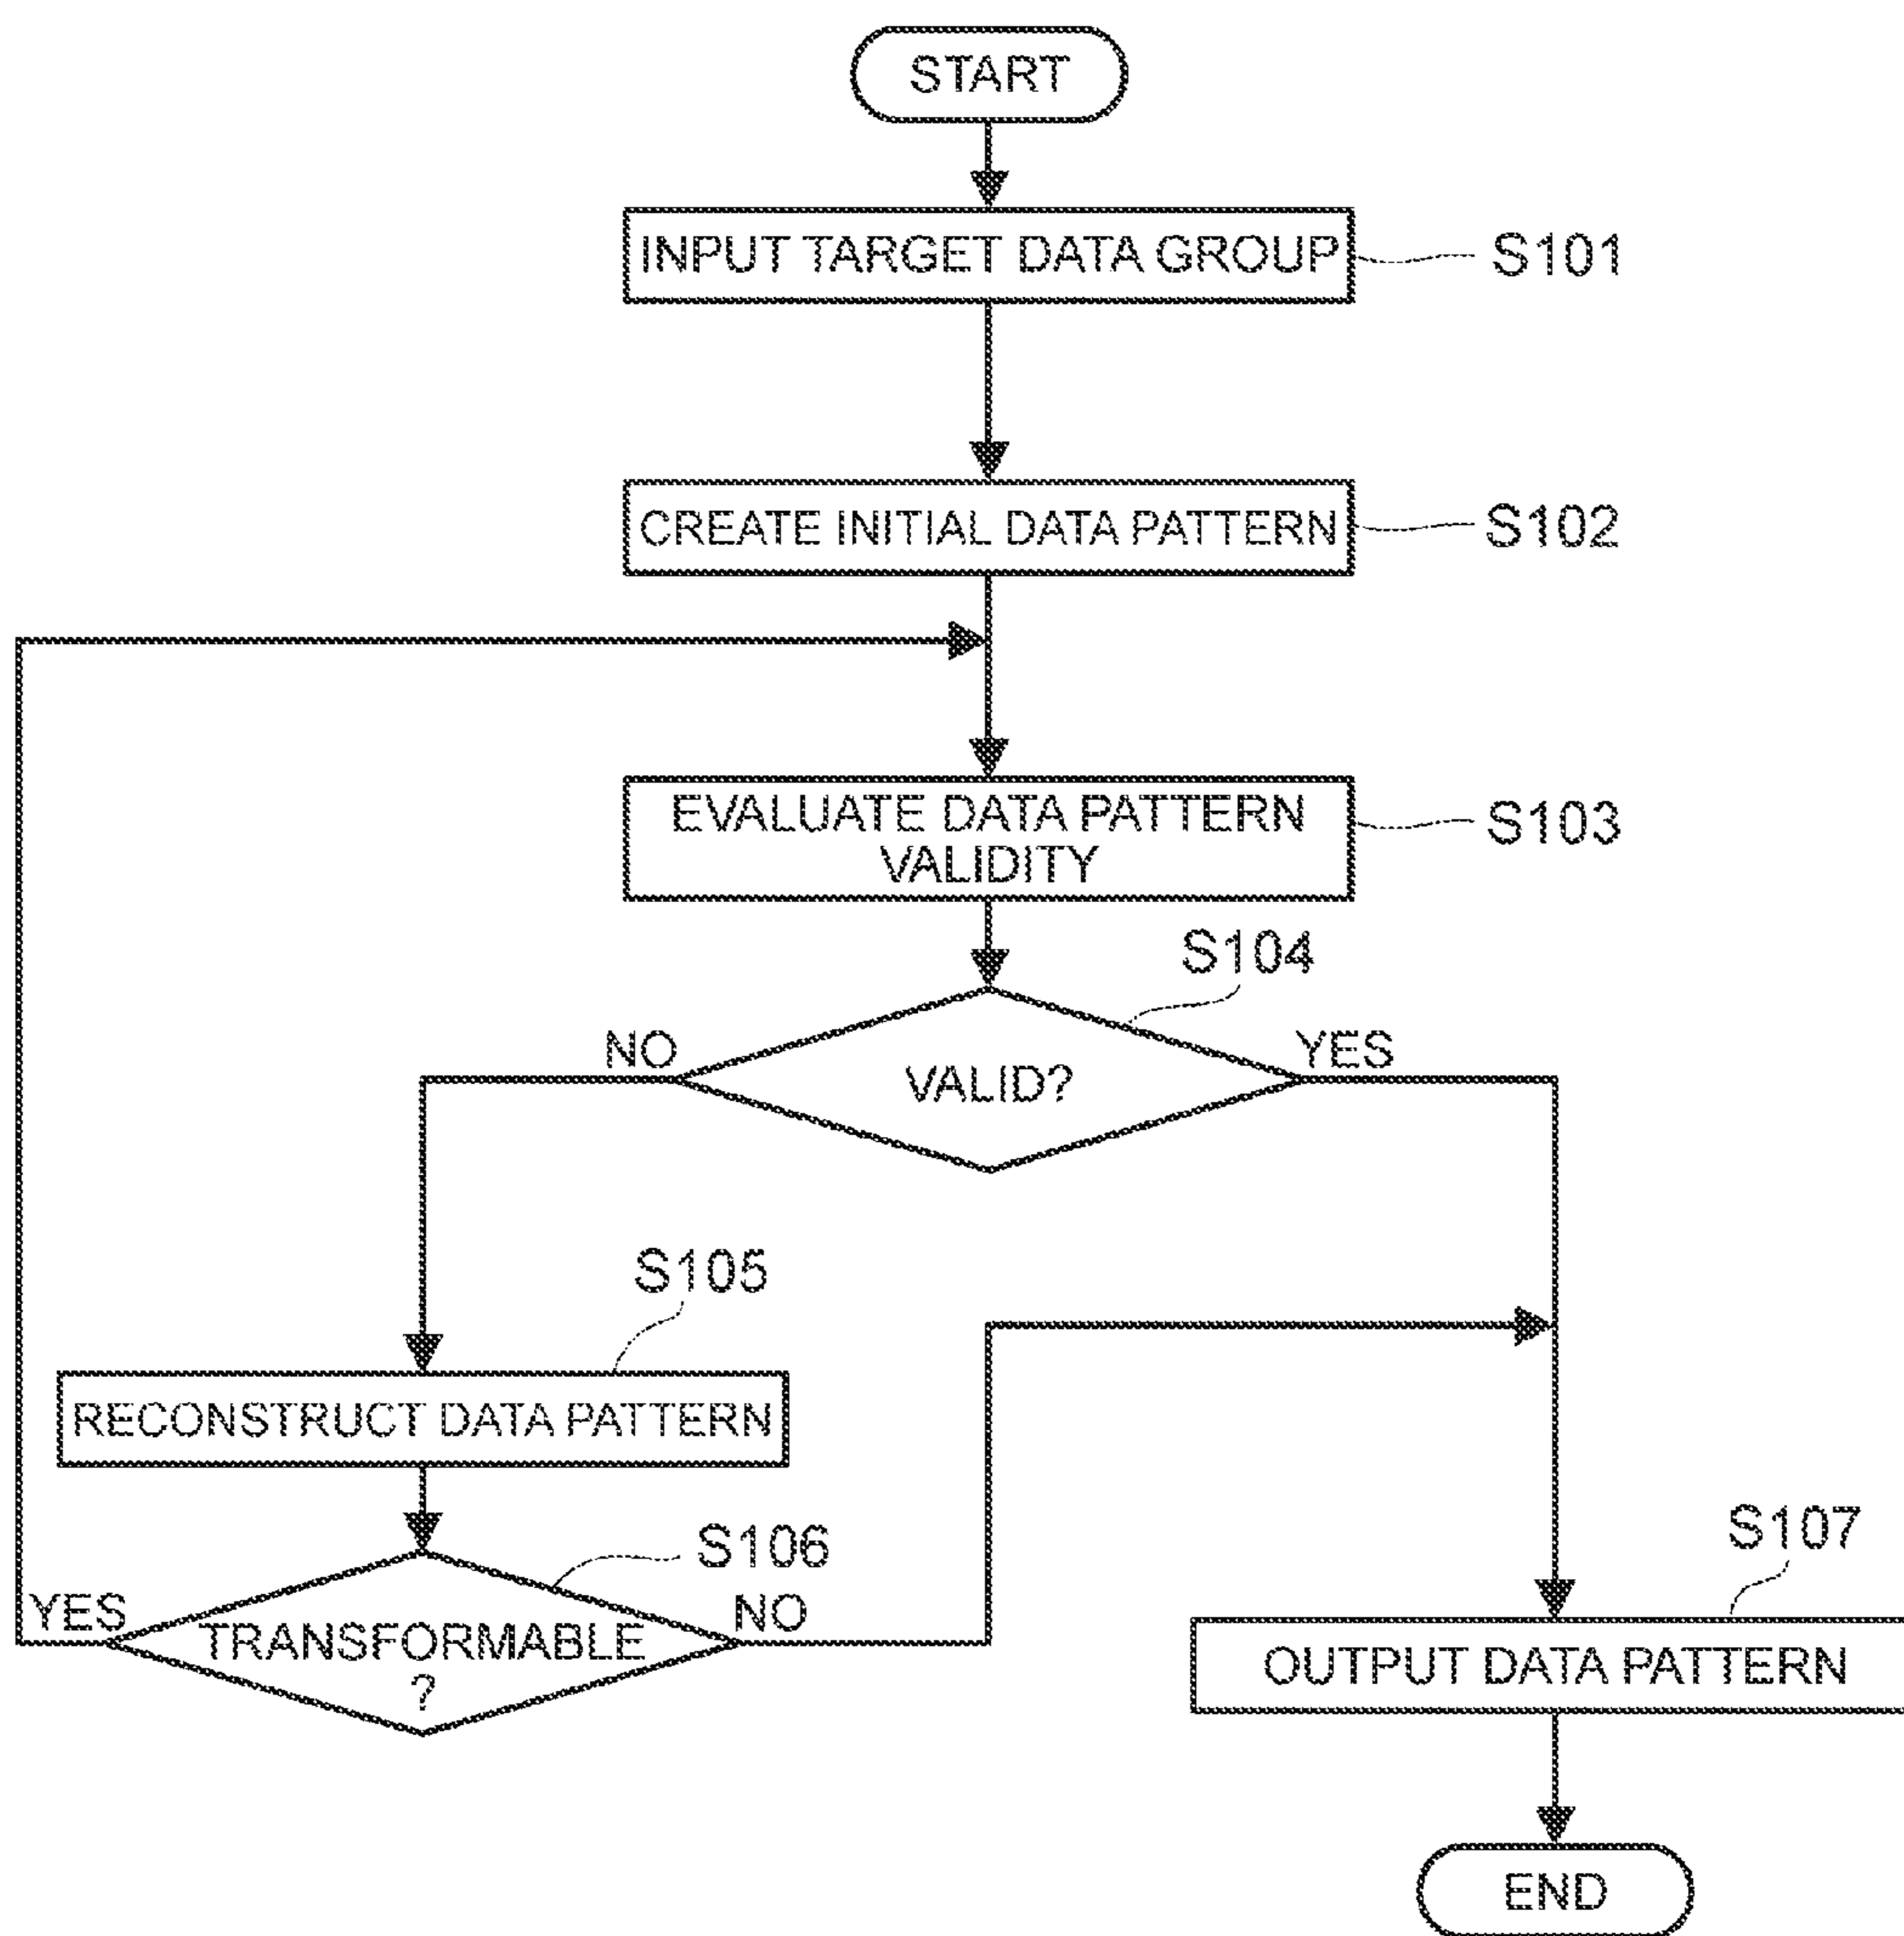 START
INPUT TARGET DATA GROUP
S101
CREATE INITIAL DATA PATTERN
S102
EVALUATE DATA PATTERN
VALIDITY
S103
S104
NO
VALID?
YES
S105
RECONSTRUCT DATA PATTERN
S106
YES
TRANSFORMABLE
?
NO
S107
OUTPUT DATA PATTERN
END